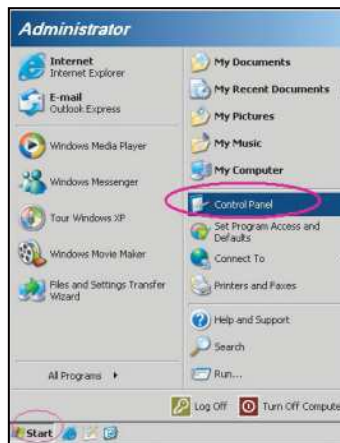 Administrator
Internet
Internet Explorer
E-mail
Outlook Express
Windows Media Player
Windows Messenger
Tour Windows XP
Windows Movie Maker
Files and Settings Transfer
Wizard
All Programs
My Documents
My Recent Documents
My Pictures
My Music
My Computer
Control Panel
Set Program Access and
Defaults
Connect To
Printers and Faxes
Help and Support
Search
Run...
Log Off
Turn Off Compute
Start